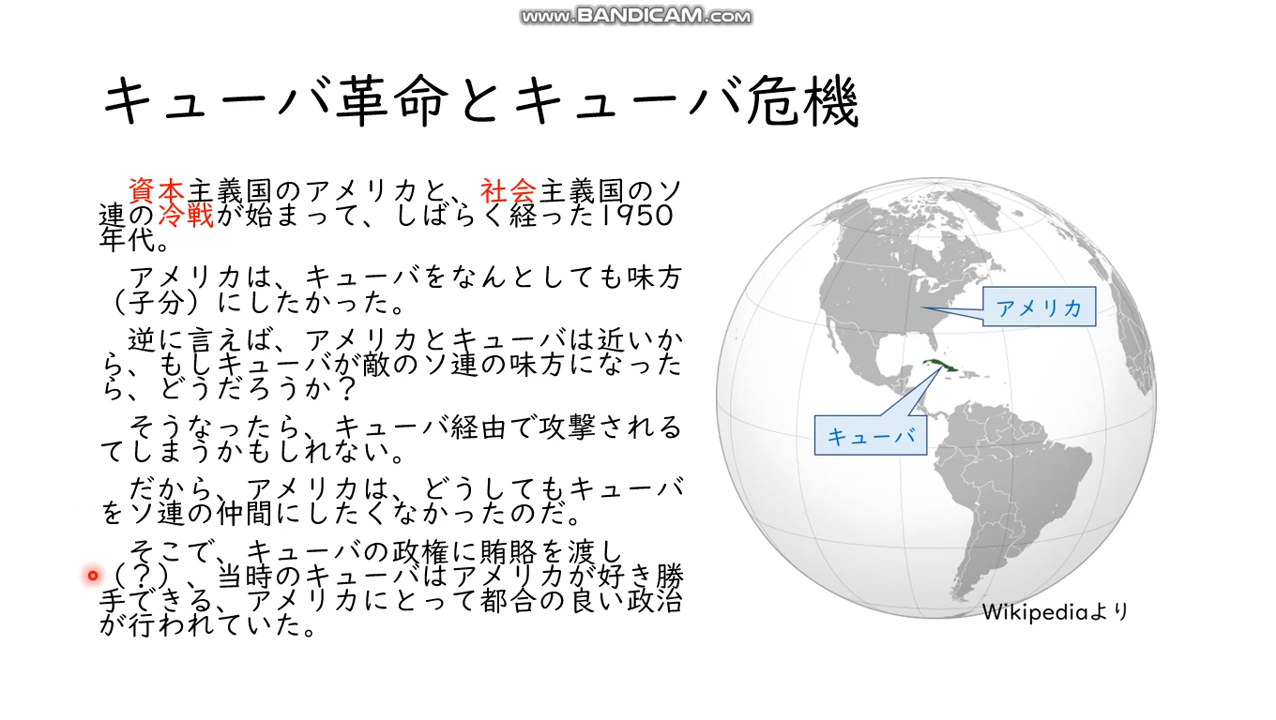 www.BANDICAM.com
キューバ革命とキューバ危機
資本主義国のアメリカと、社会主義国のソ
連の冷戦が始まって、しばらく経った1950
年代。
アメリカは、キューバをなんとしても味方
（子分）にしたかった。
逆に言えば、アメリカとキューバは近いか
ら、もしキューバが敵のソ連の味方になった
ら、どうだろうか？
そうなったら、キューバ経由で攻撃される
てしまうかもしれない。
だから、アメリカは、どうしてもキューバ
をソ連の仲間にしたくなかったのだ。
そこで、キューバの政権に賄賂を渡し
（？）、当時のキューバはアメリカが好き勝
手できる、アメリカにとって都合の良い政治
が行われていた。
アメリカ
キューバ
Wikipediaより